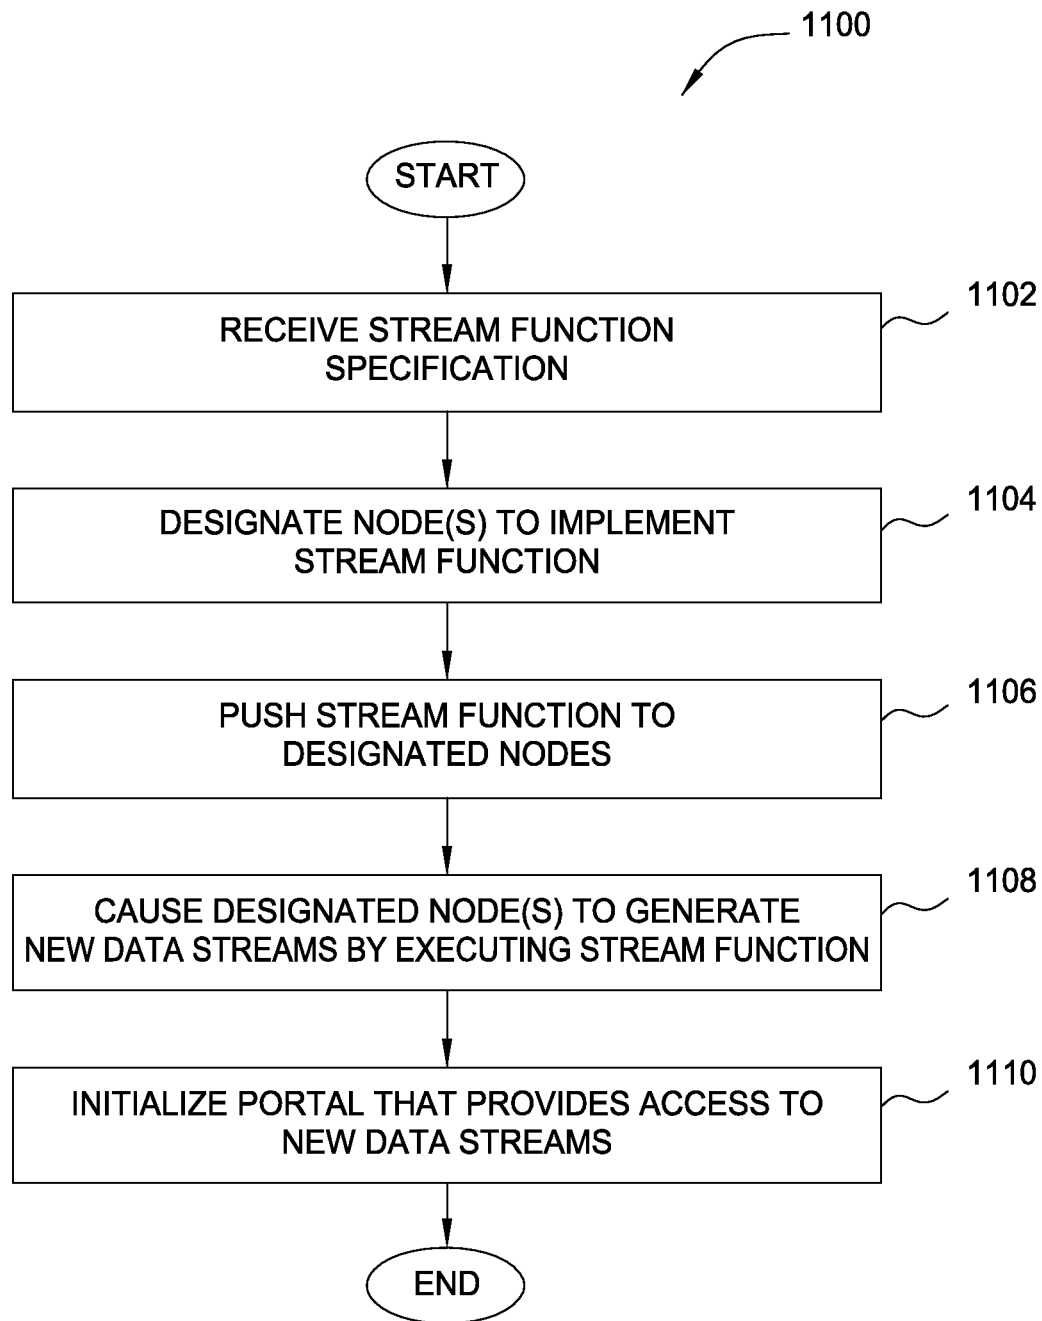 1100
START
1102
RECEIVE STREAM FUNCTION
SPECIFICATION
1104
DESIGNATE NODE(S) TO IMPLEMENT
STREAM FUNCTION
1106
PUSH STREAM FUNCTION TO
DESIGNATED NODES
1108
CAUSE DESIGNATED NODE(S) TO GENERATE
NEW DATA STREAMS BY EXECUTING STREAM FUNCTION
1110
INITIALIZE PORTAL THAT PROVIDES ACCESS TO
NEW DATA STREAMS
END